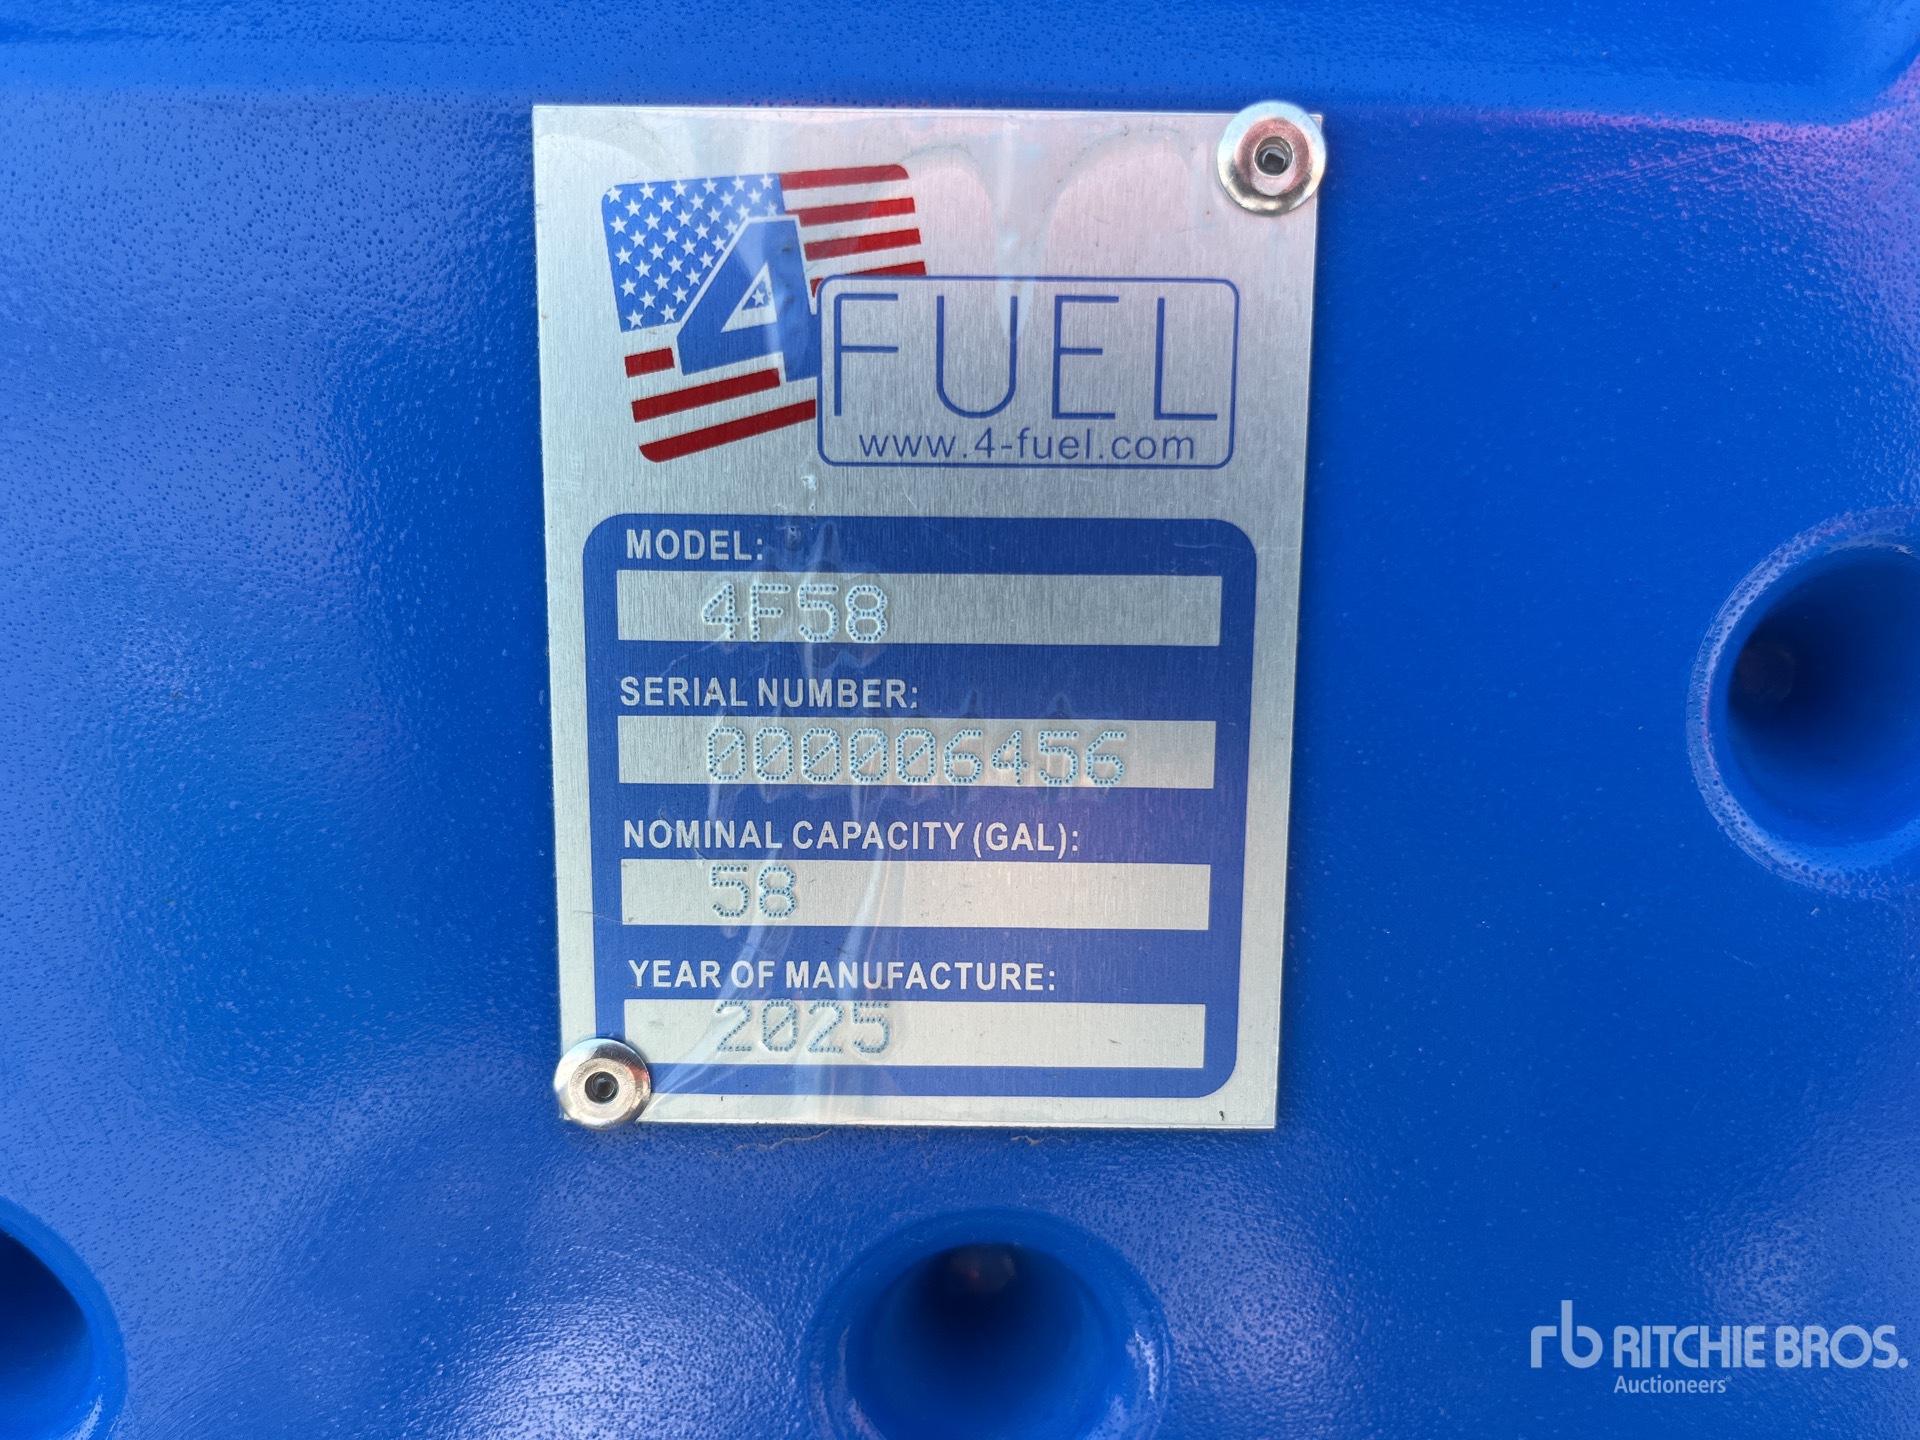 4 FUEL
www.4-fuel.com
MODEL:
4F58
SERIAL NUMBER:
000006456
NOMINAL CAPACITY (GAL):
58
YEAR OF MANUFACTURE:
2025
rb RITCHIE BROS.
Auctioneers